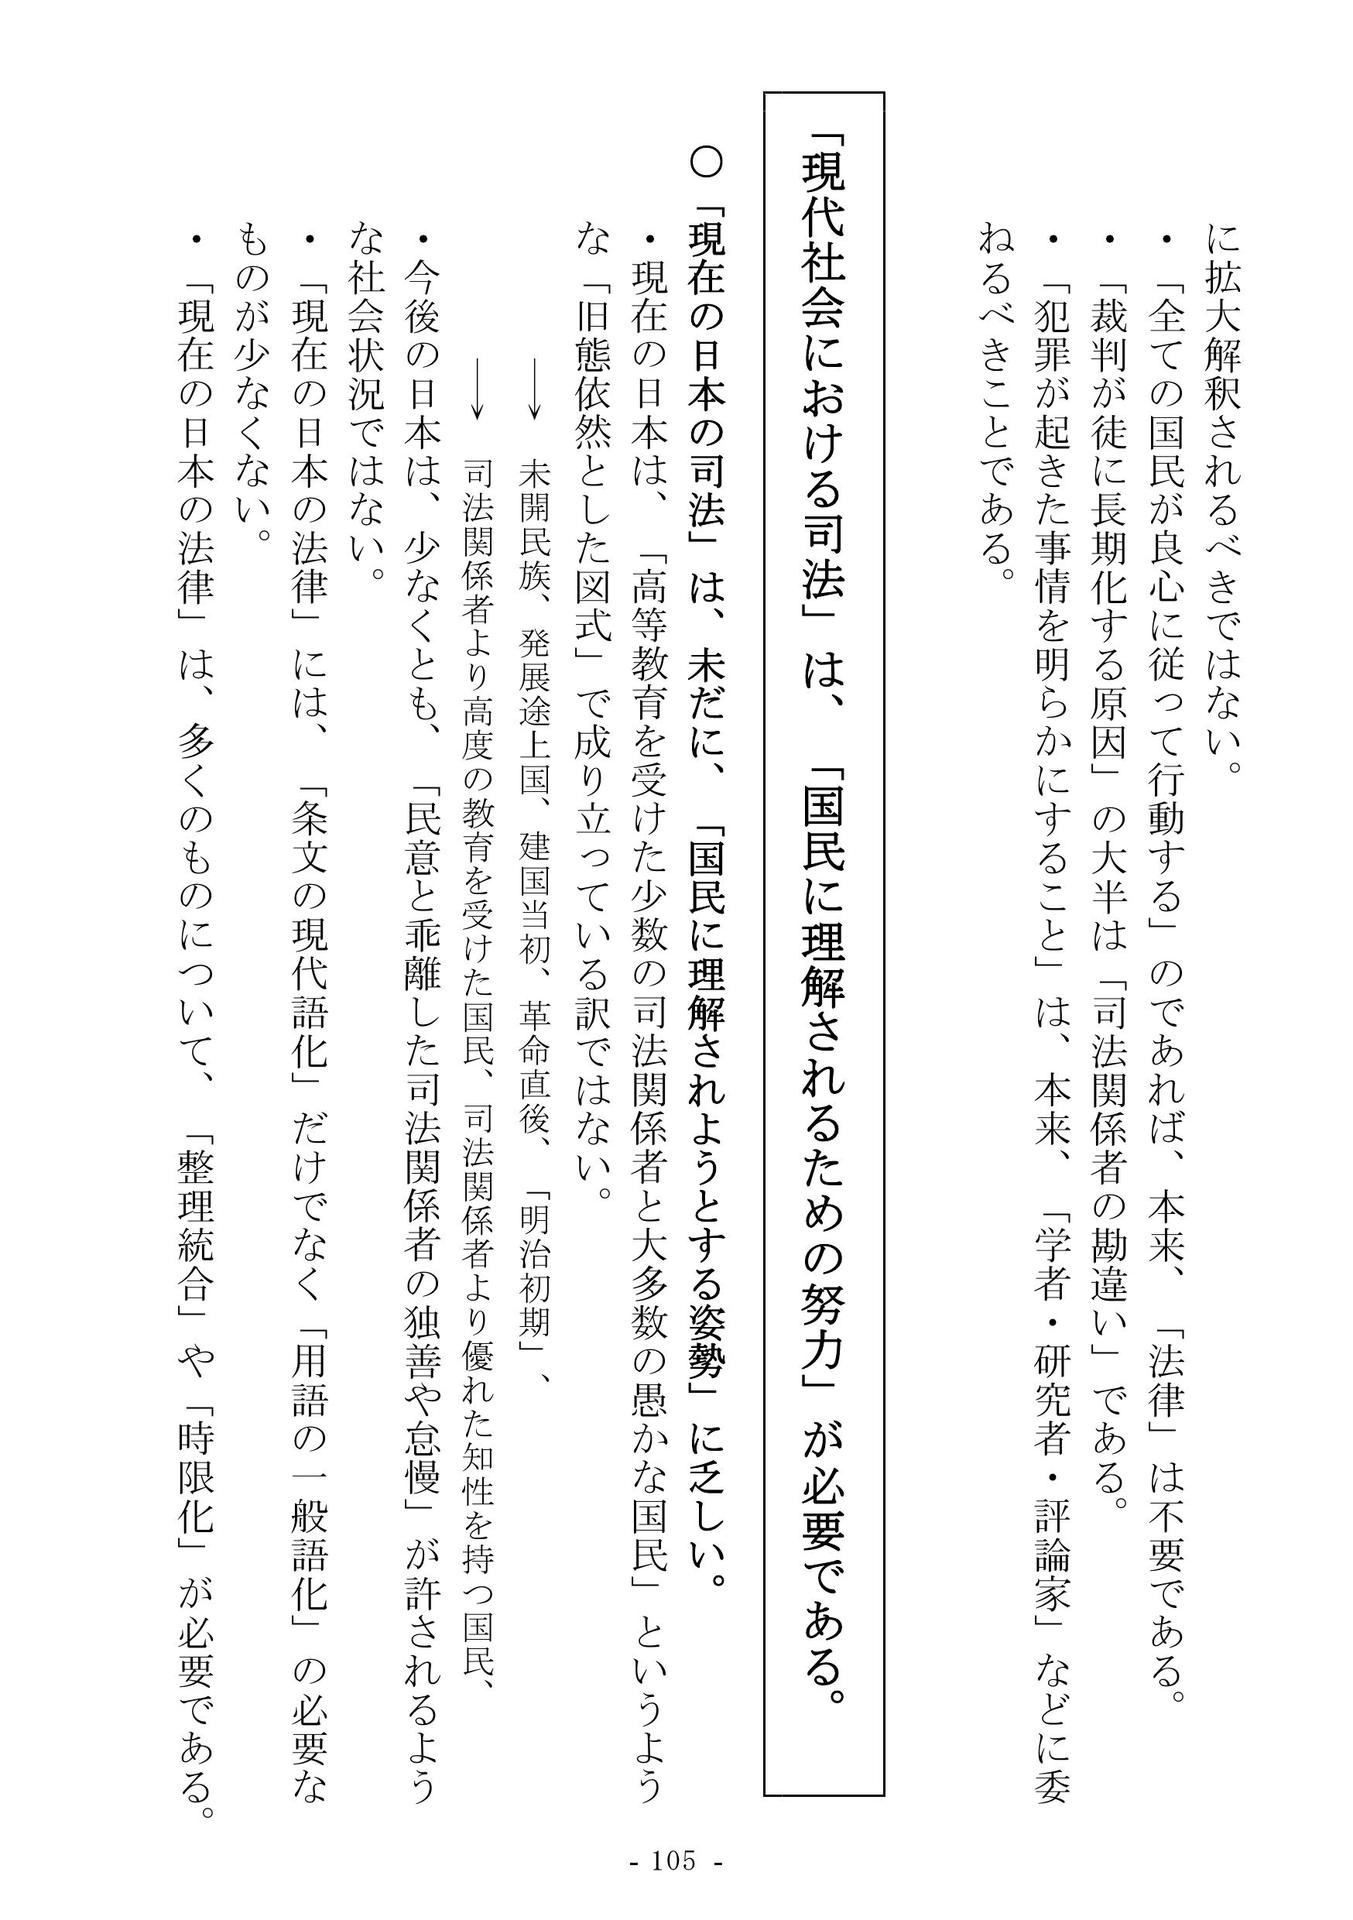 に拡大解釈されるべきではない。
・「全ての国民が良心に従って行動する」のであれば、本来、「法律」は不要である。
・「裁判が徒に長期化する原因」の大半は「司法関係者の勘違い」である。
・「犯罪が起きた事情を明らかにすること」は、本来、「学者・研究者・評論家」などに委
ねるべきことである。
「現代社会における司法」は、「国民に理解されるための努力」が必要である。
○「現在の日本の司法」は、未だに、「国民に理解されようとする姿勢」に乏しい。
・現在の日本は、「高等教育を受けた少数の司法関係者と大多数の愚かな国民」というよう
な「旧態依然とした図式」で成り立っている訳ではない。
→ 未開民族、発展途上国、建国当初、革命直後、「明治初期」、
→ 司法関係者より高度の教育を受けた国民、司法関係者より優れた知性を持つ国民、
・今後の日本は、少なくとも、「民意と乖離した司法関係者の独善や怠慢」が許されるよう
な社会状況ではない。
・「現在の日本の法律」には、「条文の現代語化」だけでなく「用語の一般語化」の必要な
ものが少なくない。
・「現在の日本の法律」は、多くのものについて、「整理統合」や「時限化」が必要である。
- 105 -